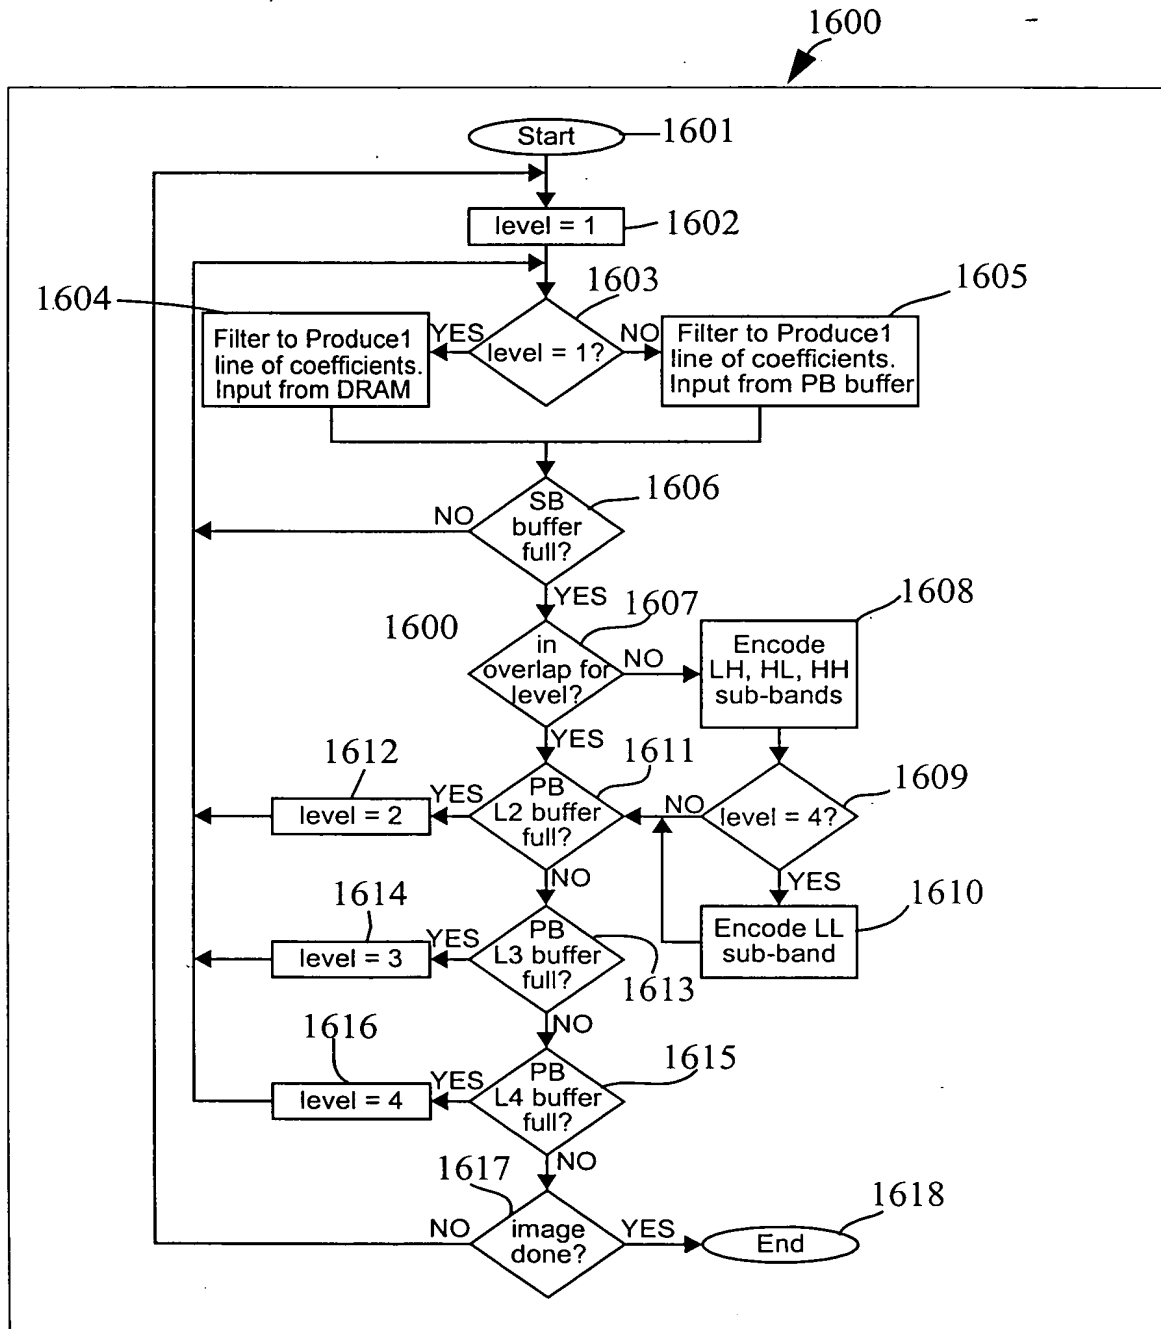 1600
Start
1601
level = 1
1602
1603
1604
1605
level = 1?
YES
NO
Filter to Produce1
line of coefficients.
Input from DRAM
Filter to Produce1
line of coefficients.
Input from PB buffer
1606
SB
buffer
full?
NO
YES
1600
1607
1608
in
overlap for
level?
NO
YES
Encode
LH, HL, HH
sub-bands
1612
1611
1609
level = 2
YES
PB
L2 buffer
full?
NO
level = 4?
NO
YES
1614
1610
level = 3
YES
PB
L3 buffer
full?
Encode LL
sub-band
1613
NO
1616
1615
level = 4
YES
PB
L4 buffer
full?
NO
1617
1618
NO
image
done?
YES
End